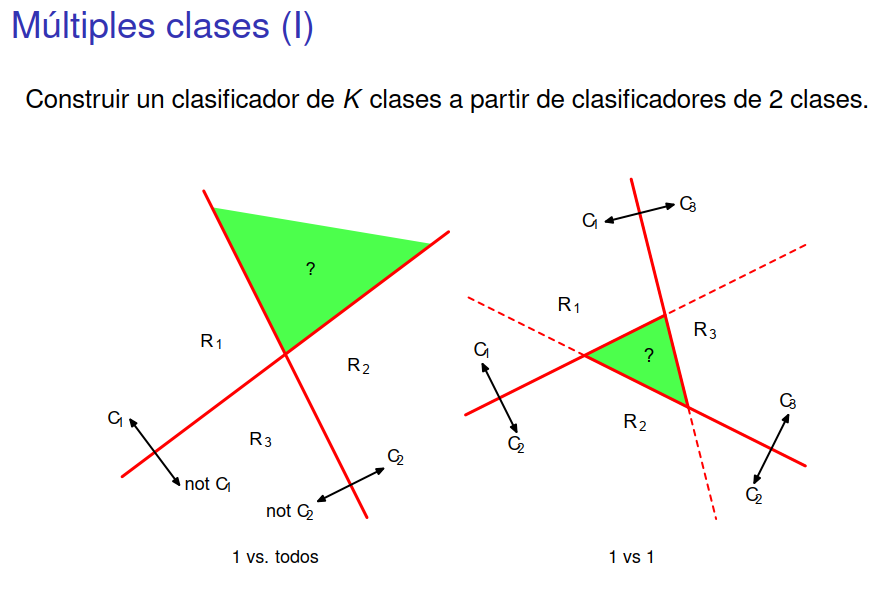 Múltiples clases (I)
Construir un clasificador de K clases a partir de clasificadores de 2 clases.
?
R1
R2
C1
R3
not C1
C2
not C2
1 vs. todos
C1
C3
R1
R3
C1
?
C2
R2
C3
C2
1 vs 1